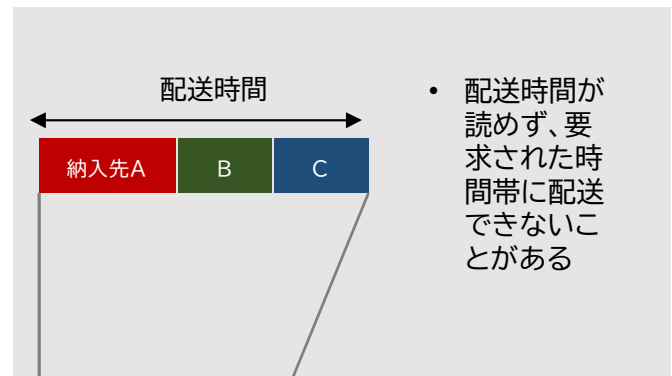 配送時間
納入先A
B
C
• 配送時間が
読めず、要
求された時
間帯に配送
できないこ
とがある